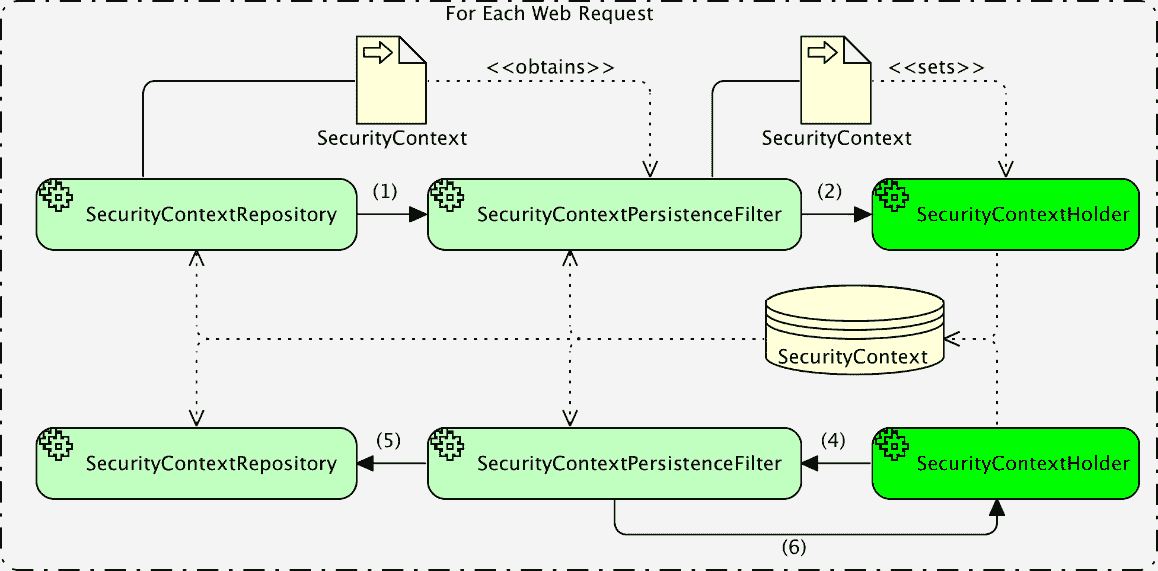 For Each Web Request
<<obtains>>
<<sets>>
SecurityContext
SecurityContext
(1)
(2)
SecurityContextRepository
SecurityContextPersistenceFilter
SecurityContextHolder
SecurityContext
(5)
(4)
SecurityContextRepository
SecurityContextPersistenceFilter
SecurityContextHolder
(6)